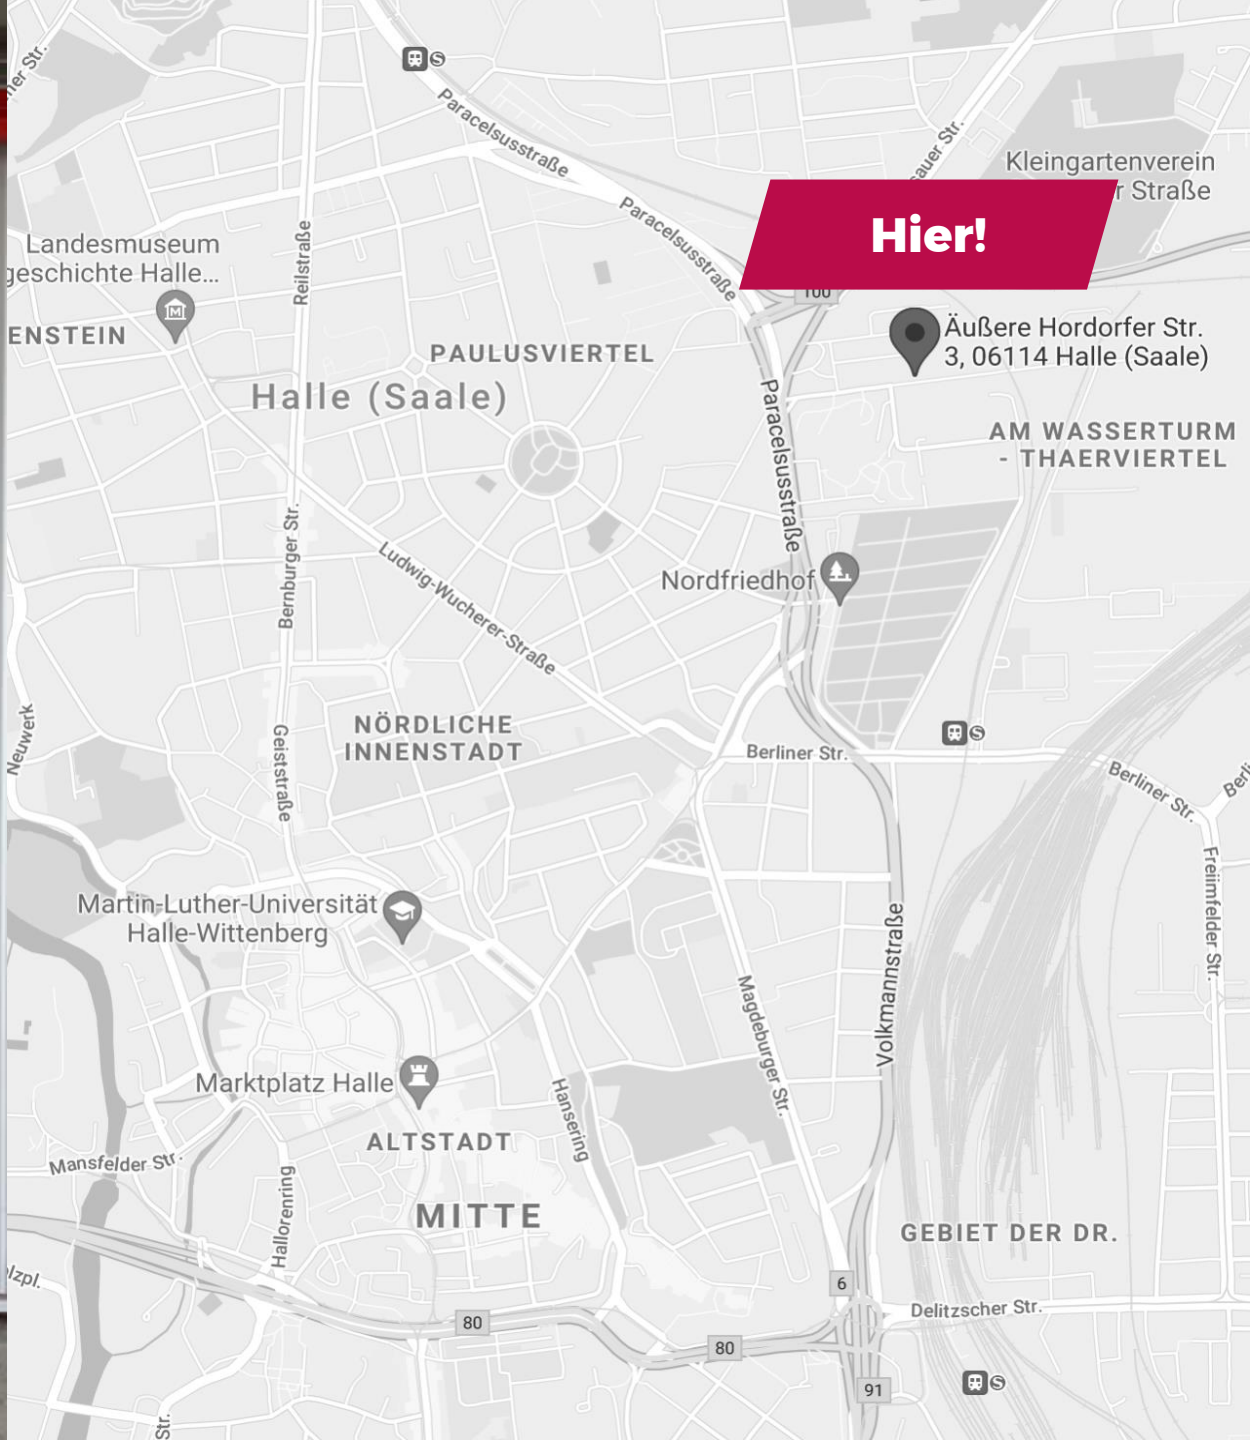 S
Paracelsusstraße
Kleingartenverein
Straße
Hier!
Paracelsusstraße
Landesmuseum
geschichte Halle...
Reilstraße
100
Äußere Hordorfer Str.
3, 06114 Halle (Saale)
ENSTEIN
PAULUSVIERTEL
Halle (Saale)
Paracelsusstraße
AM WASSERTURM
- THAERVIERTEL
Bernburger Str.
Ludwig-Wucherer-Straße
Nordfriedhof
Neuwerk
Geiststraße
NÖRDLICHE
INNENSTADT
S
Berliner Str.
Berliner Str.
Freiimfelder Str.
Martin-Luther-Universität
Halle-Wittenberg
Volkmannstraße
Magdeburger Str.
Marktplatz Halle
Hansering
ALTSTADT
Mansfelder Str.
Hallorenring
MITTE
GEBIET DER DR.
6
Delitzscher Str.
80
80
S
91
Str.